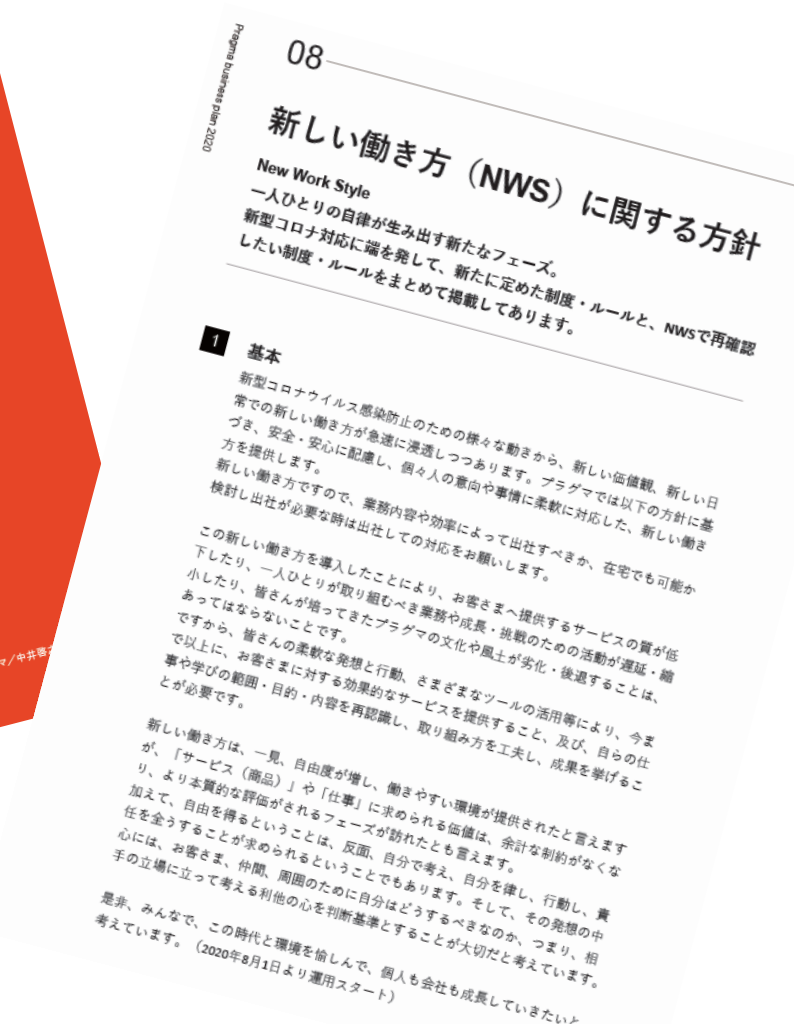 Pragma business plan 2020
08
新しい働き方（NWS）に関する方針
New Work Style
一人ひとりの自律が生み出す新たなフェーズ。
新型コロナ対応に端を発して、新たに定めた制度・ルールと、NWSで再確認
したい制度・ルールをまとめて掲載してあります。
1 基本
新型コロナウイルス感染防止のための様々な動きから、新しい価値観、新しい日
常での新しい働き方が急速に浸透しつつあります。プラグマでは以下の方針に基
づき、安全・安心に配慮し、個々人の意向や事情に柔軟に対応した、新しい働き
方を提供します。
新しい働き方ですので、業務内容や効率によって出社すべきか、在宅でも可能か
検討し出社が必要な時は出社しての対応をお願いします。
この新しい働き方を導入したことにより、お客さまへ提供するサービスの質が低
下したり、一人ひとりが取り組むべき業務や成長・挑戦のための活動が遅延・縮
小したり、皆さんが培ってきたプラグマの文化や風土が劣化・後退することは、
あってはならないことです。
ですから、皆さんの柔軟な発想と行動、さまざまなツールの活用等により、今ま
で以上に、お客さまに対する効果的なサービスを提供すること、及び、自らの仕
事や学びの範囲・目的・内容を再認識し、取り組み方を工夫し、成果を挙げるこ
とが必要です。
新しい働き方は、一見、自由度が増し、働きやすい環境が提供されたと言えます
が、「サービス（商品）」や「仕事」に求められる価値は、余計な制約がなくな
り、より本質的な評価がされるフェーズが訪れたとも言えます。
加えて、自由を得るということは、反面、自分で考え、自分を律し、行動し、責
任を全うすることが求められるということでもあります。そして、その発想の中
心には、お客さま、仲間、周囲のために自分はどうするべきなのか、つまり、相
手の立場に立って考える利他の心を判断基準とすることが大切だと考えています。
是非、みんなで、この時代と環境を愉しんで、個人も会社も成長していきたいと
考えています。（2020年8月1日より運用スタート）
マ／中井啓